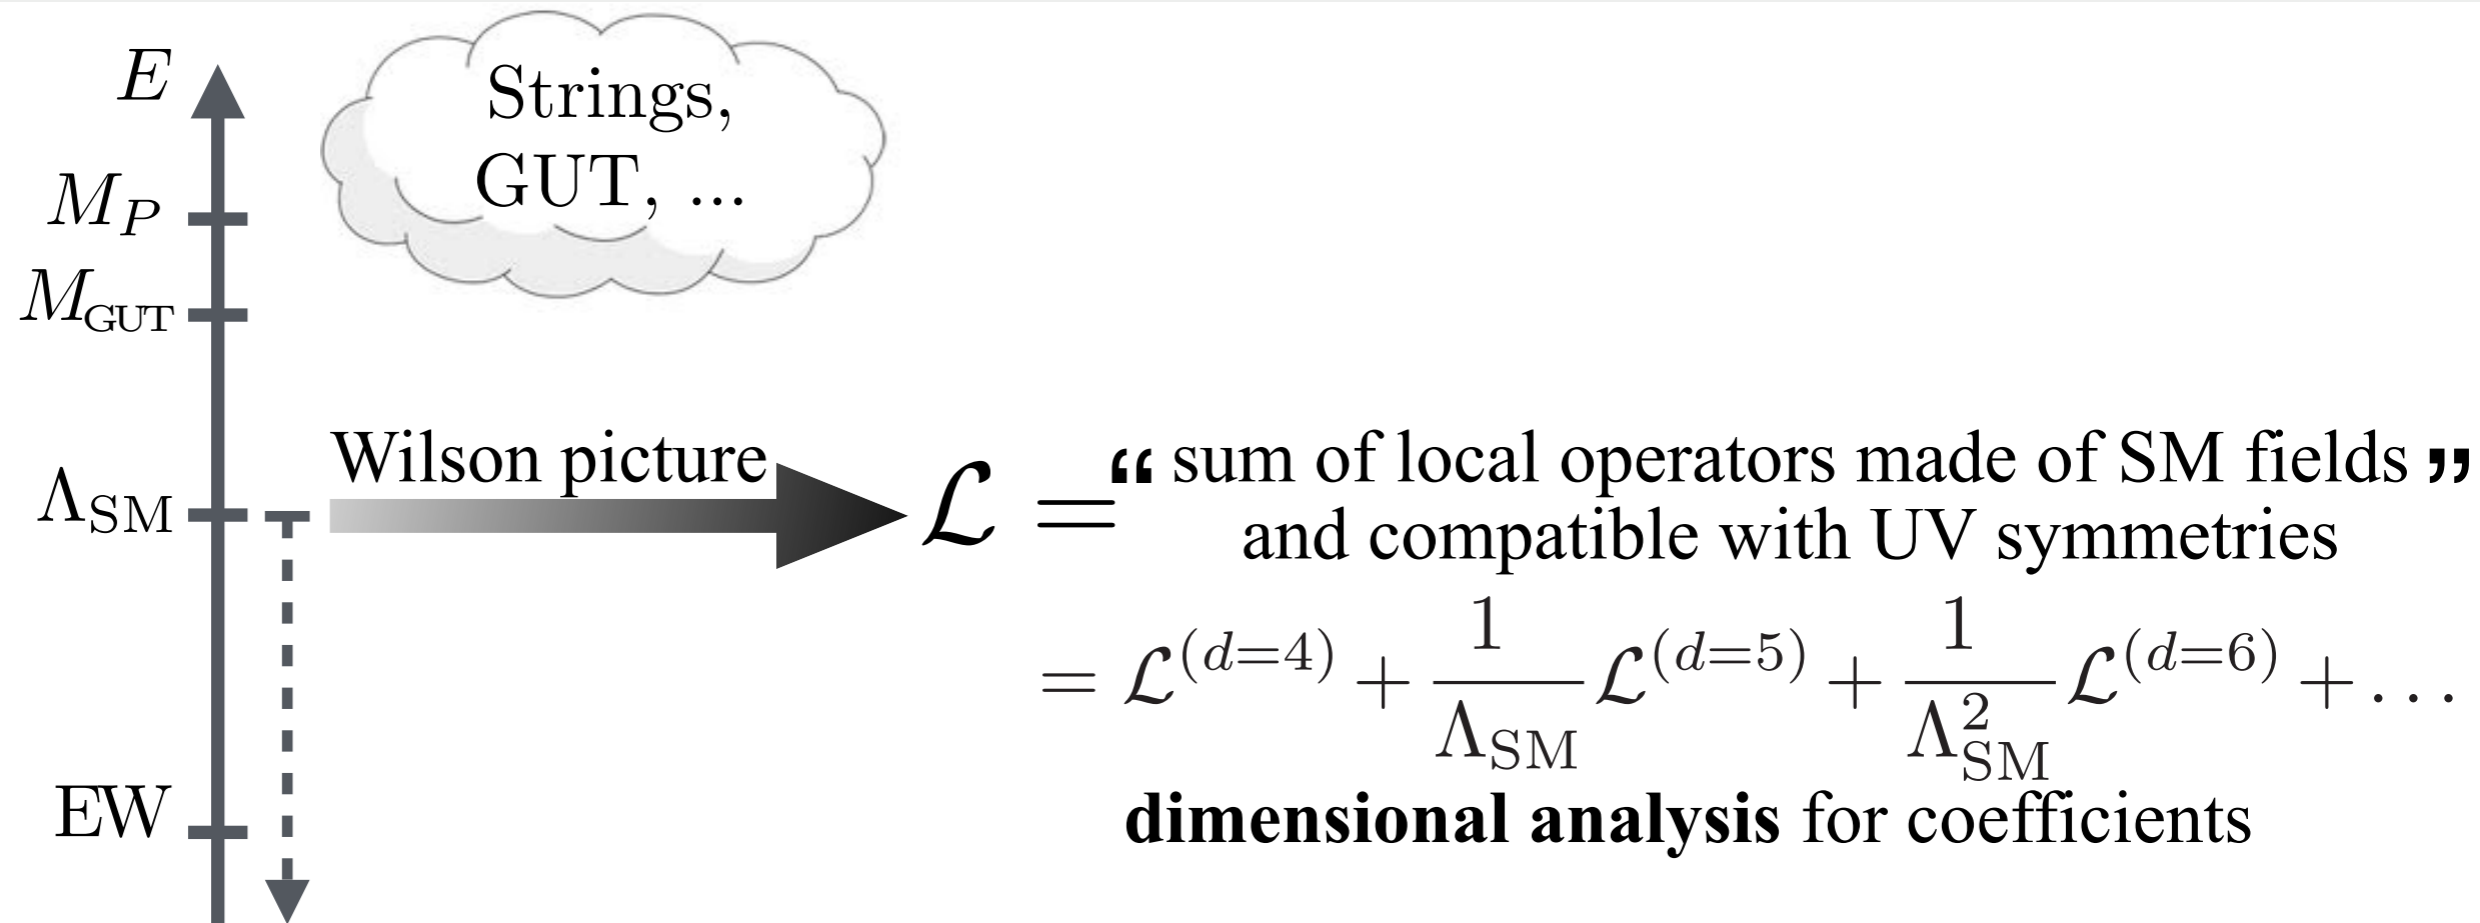 E
Strings,
GUT, ...
M_P
M_GUT
Wilson picture
Λ_SM
ℒ = “ sum of local operators made of SM fields ”
and compatible with UV symmetries
= ℒ^(d=4) + 1/Λ_SM ℒ^(d=5) + 1/Λ_SM^2 ℒ^(d=6) + . . .
EW
dimensional analysis for coefficients